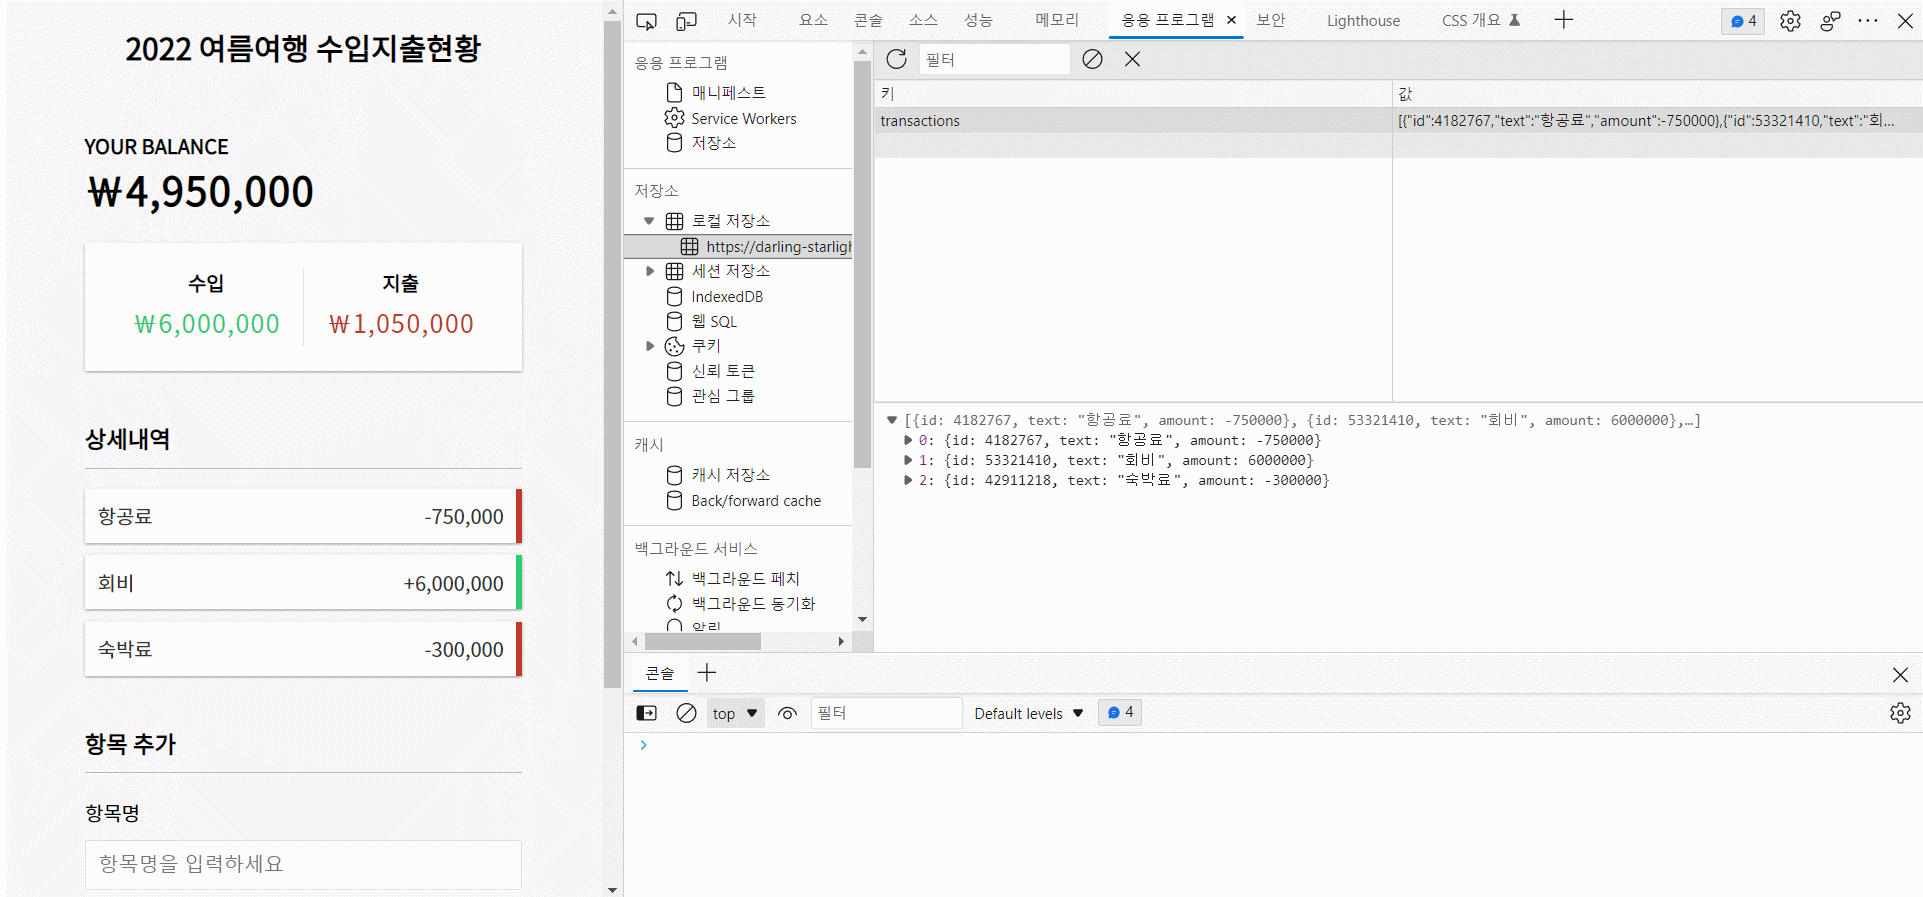 2022 여름여행 수입지출현황
YOUR BALANCE
₩4,950,000
수입
지출
₩6,000,000
₩1,050,000
상세내역
항공료
-750,000
회비
+6,000,000
숙박료
-300,000
항목 추가
항목명
항목명을 입력하세요
시작 요소 콘솔 소스 성능 메모리 응용 프로그램 보안 Lighthouse CSS 개요 4
응용 프로그램
매니페스트
Service Workers
저장소
저장소
로컬 저장소
https://darling-starligh
세션 저장소
IndexedDB
웹 SQL
쿠키
신뢰 토큰
관심 그룹
캐시
캐시 저장소
Back/forward cache
백그라운드 서비스
백그라운드 페치
백그라운드 동기화
알림
필터
키 값
transactions [{"id":4182767,"text":"항공료","amount":-750000},{"id":53321410,"text":"회...
[{id: 4182767, text: "항공료", amount: -750000}, {id: 53321410, text: "회비", amount: 6000000},…]
0: {id: 4182767, text: "항공료", amount: -750000}
1: {id: 53321410, text: "회비", amount: 6000000}
2: {id: 42911218, text: "숙박료", amount: -300000}
콘솔
top 필터 Default levels 4